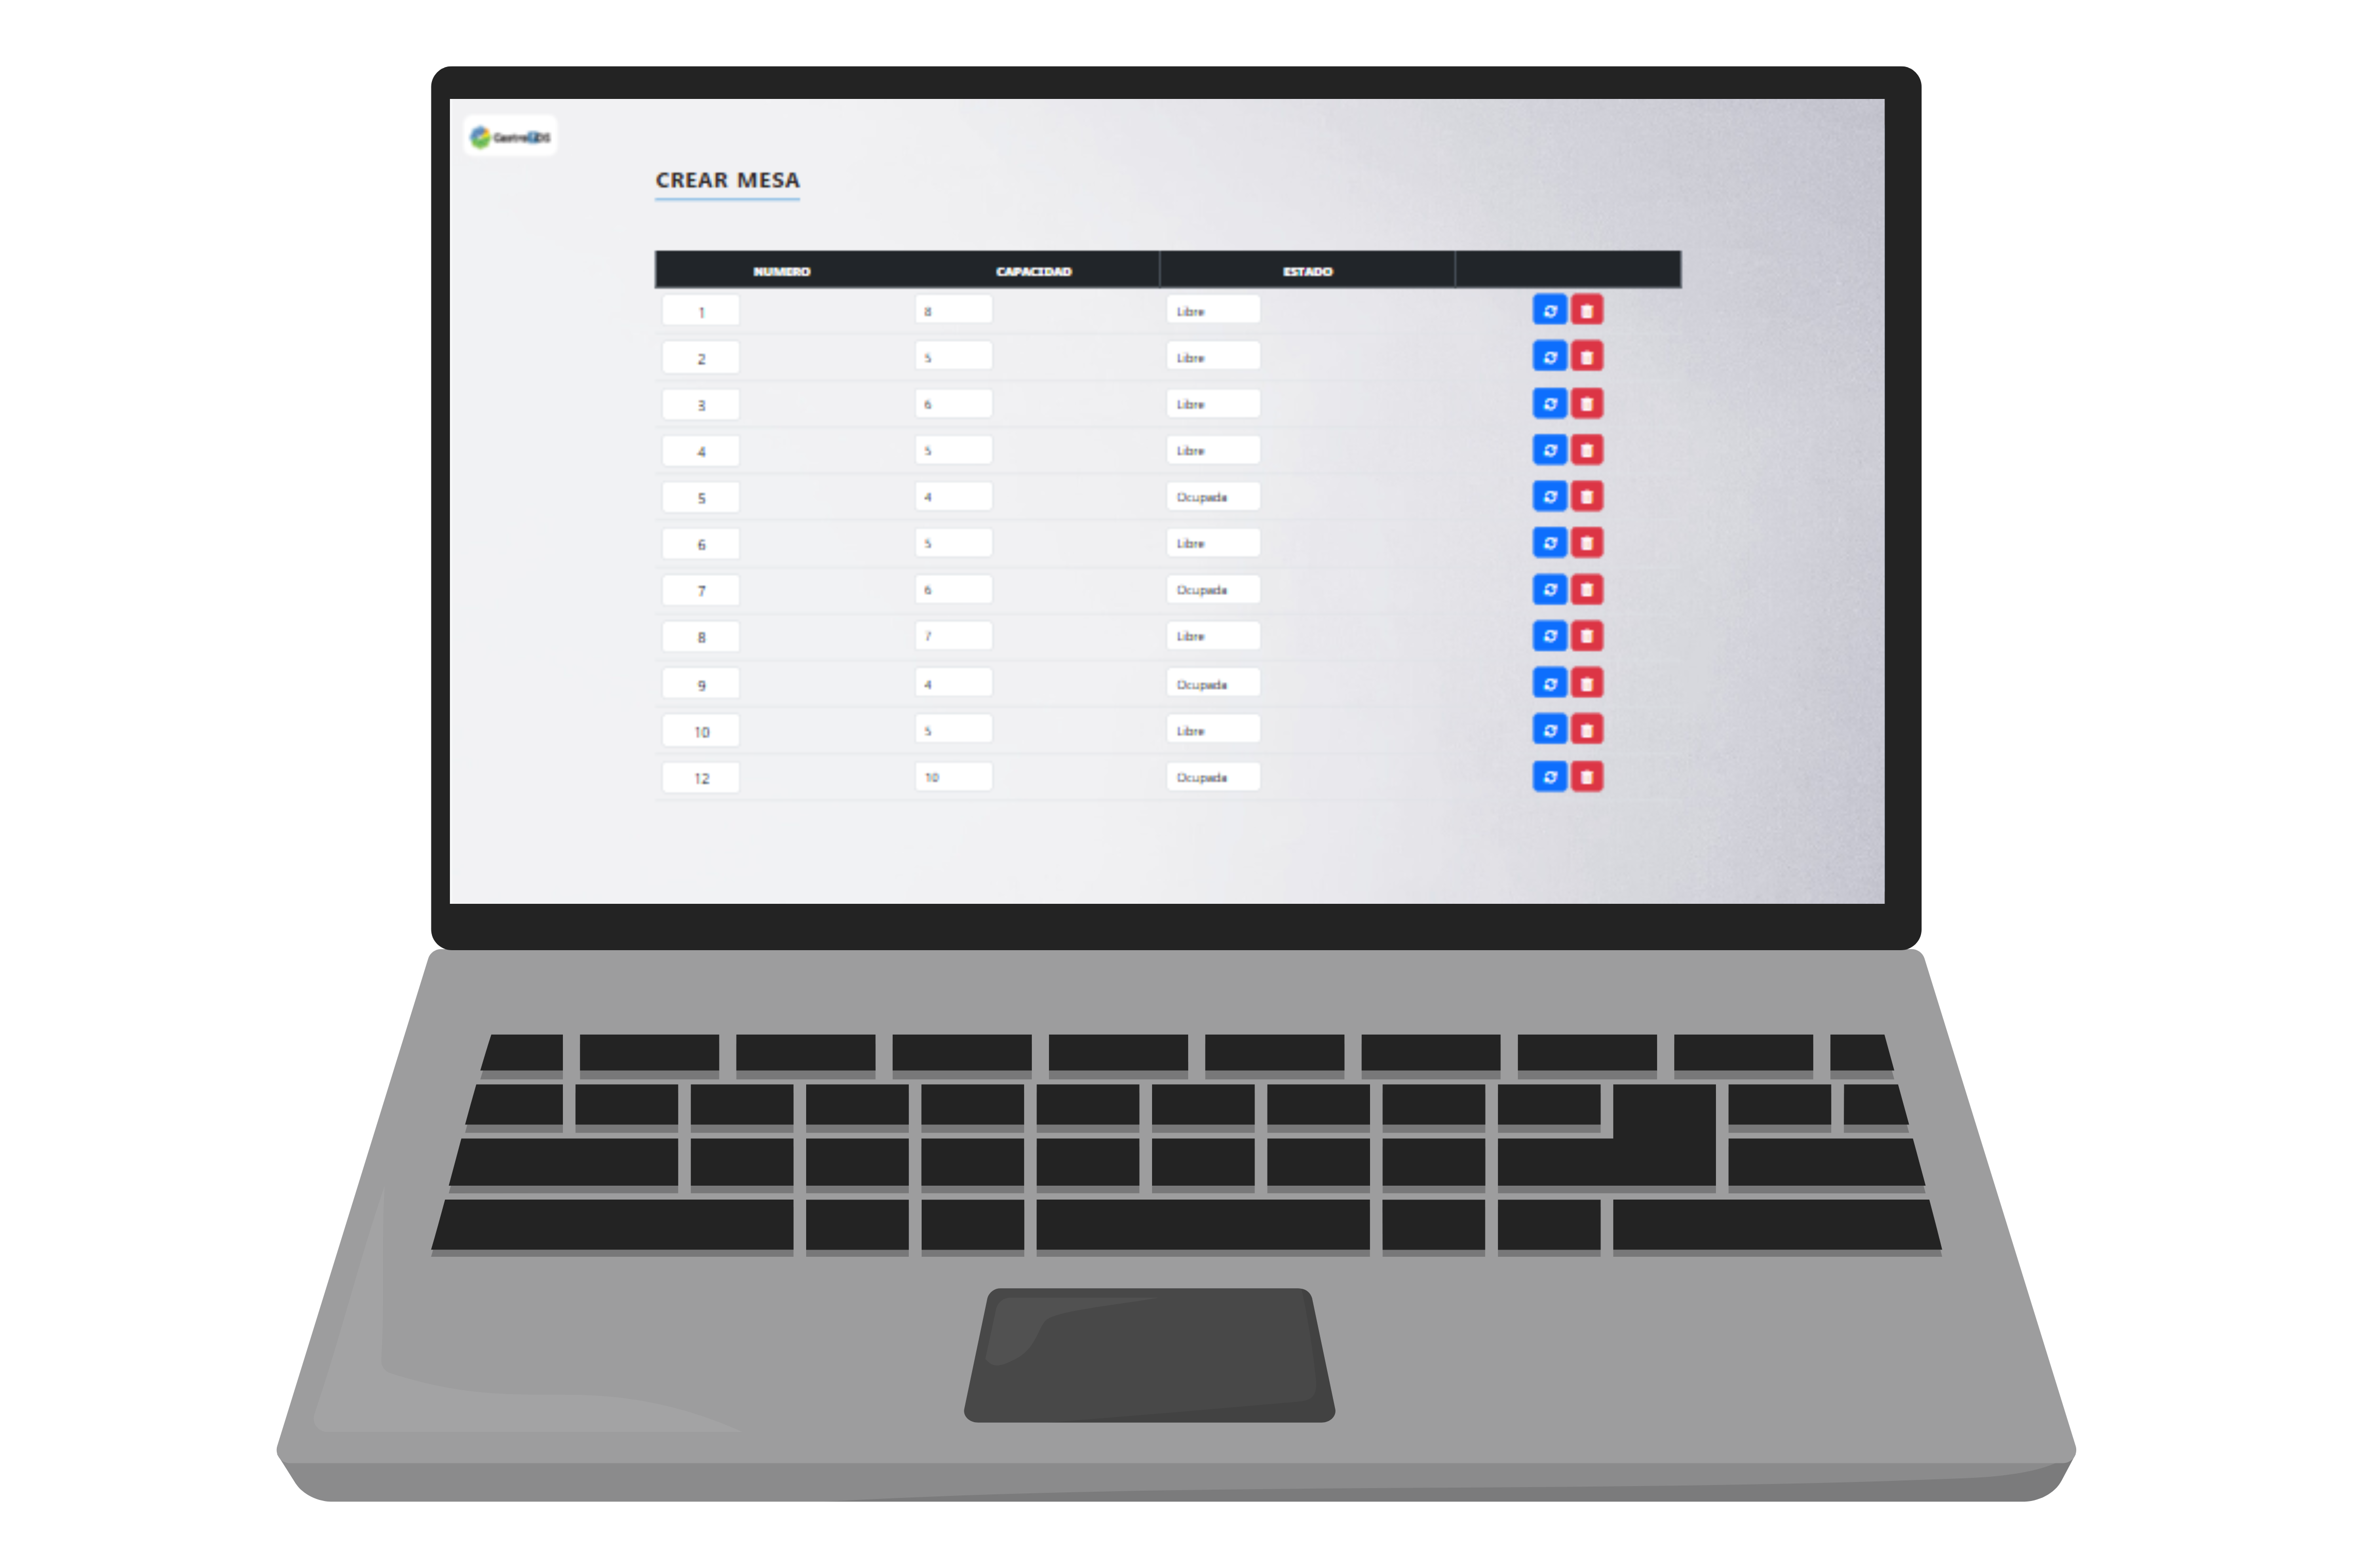 CREAR MESA
NUMERO CAPACIDAD ESTADO
1 8 Libre
2 5 Libre
3 6 Libre
4 5 Libre
5 4 Ocupada
6 5 Libre
7 6 Ocupada
8 7 Libre
9 4 Ocupada
10 5 Libre
12 10 Ocupada